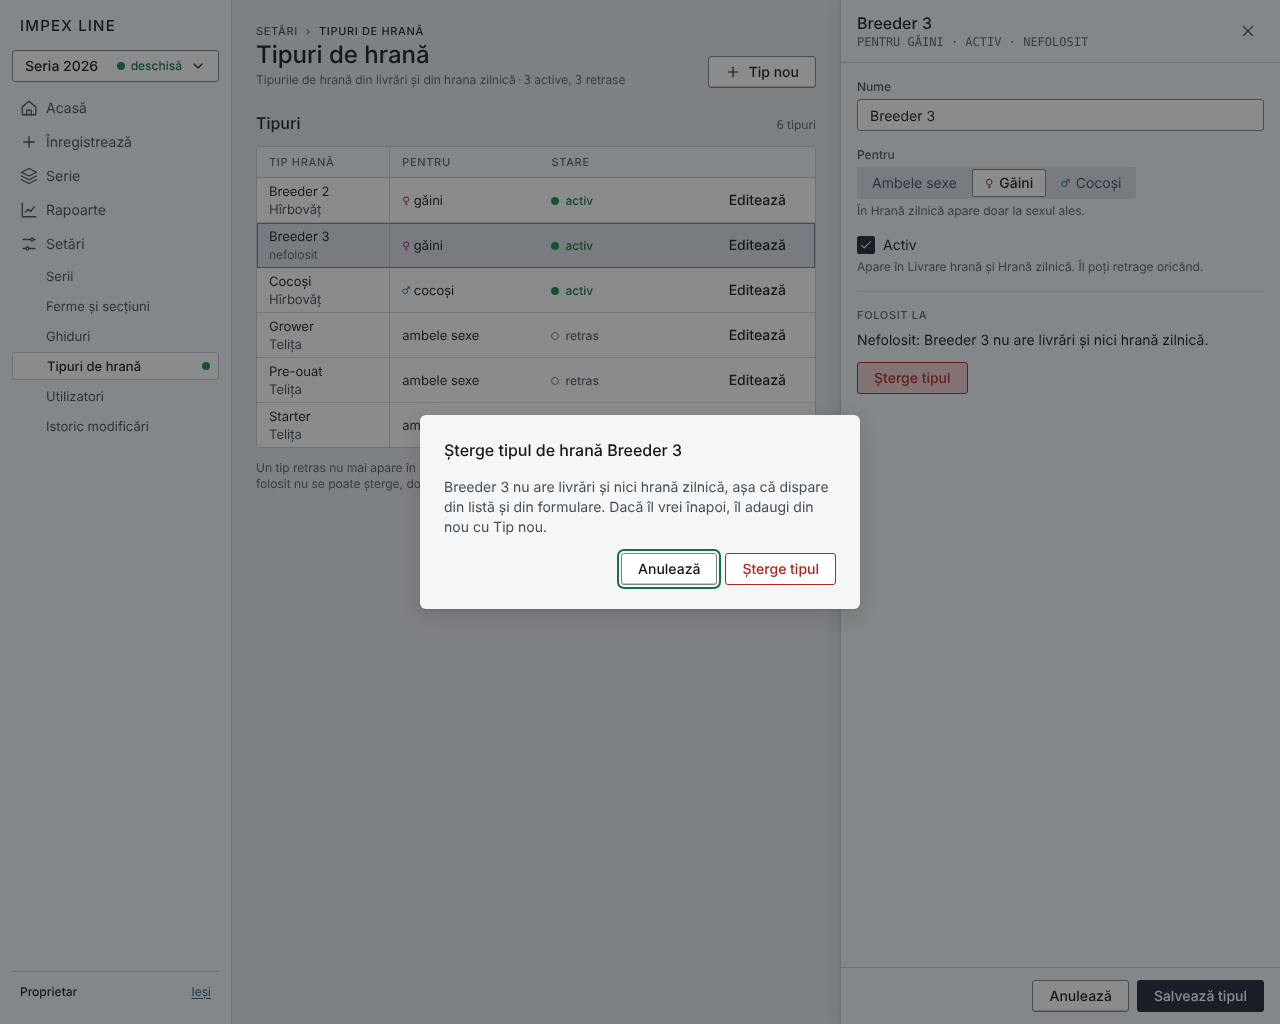 IMPEX LINE
Seria 2026 deschisă
Acasă
Înregistrează
Serie
Rapoarte
Setări
Serii
Ferme și secțiuni
Ghiduri
Tipuri de hrană
Utilizatori
Istoric modificări
Proprietar Ieși
SETĂRI › TIPURI DE HRANĂ
Tipuri de hrană
Tipurile de hrană din livrări și din hrana zilnică · 3 active, 3 retrase
+ Tip nou
Tipuri 6 tipuri
TIP HRANĂ PENTRU STARE
Breeder 2
Hîrbovăț
♀ găini activ Editează
Breeder 3
nefolosit
♀ găini activ Editează
Cocoși
Hîrbovăț
♂ cocoși activ Editează
Grower
Telița
ambele sexe retras Editează
Pre-ouat
Telița
ambele sexe retras Editează
Starter
Telița
am
Un tip retras nu mai apare în
folosit nu se poate șterge, do
Șterge tipul de hrană Breeder 3
Breeder 3 nu are livrări și nici hrană zilnică, așa că dispare
din listă și din formulare. Dacă îl vrei înapoi, îl adaugi din
nou cu Tip nou.
Anulează Șterge tipul
Breeder 3
PENTRU GĂINI · ACTIV · NEFOLOSIT
Nume
Breeder 3
Pentru
Ambele sexe ♀ Găini ♂ Cocoși
În Hrană zilnică apare doar la sexul ales.
Activ
Apare în Livrare hrană și Hrană zilnică. Îl poți retrage oricând.
FOLOSIT LA
Nefolosit: Breeder 3 nu are livrări și nici hrană zilnică.
Șterge tipul
Anulează Salvează tipul